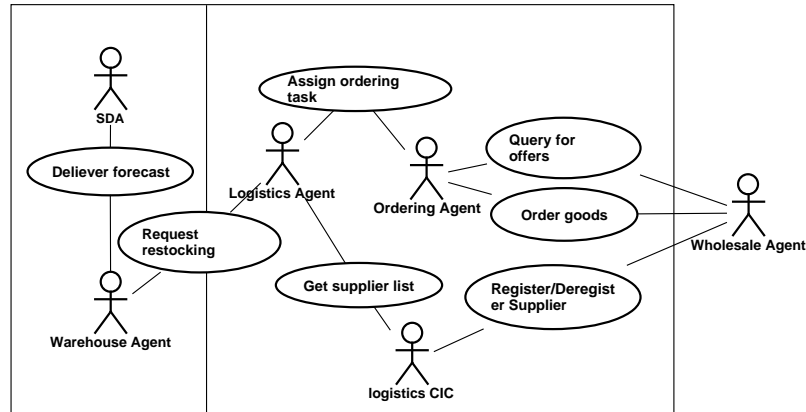 SDA
Deliever forecast
Warehouse Agent
Request
restocking
Assign ordering
task
Logistics Agent
Ordering Agent
Query for
offers
Order goods
Wholesale Agent
Get supplier list
Register/Deregist
er Supplier
logistics CIC